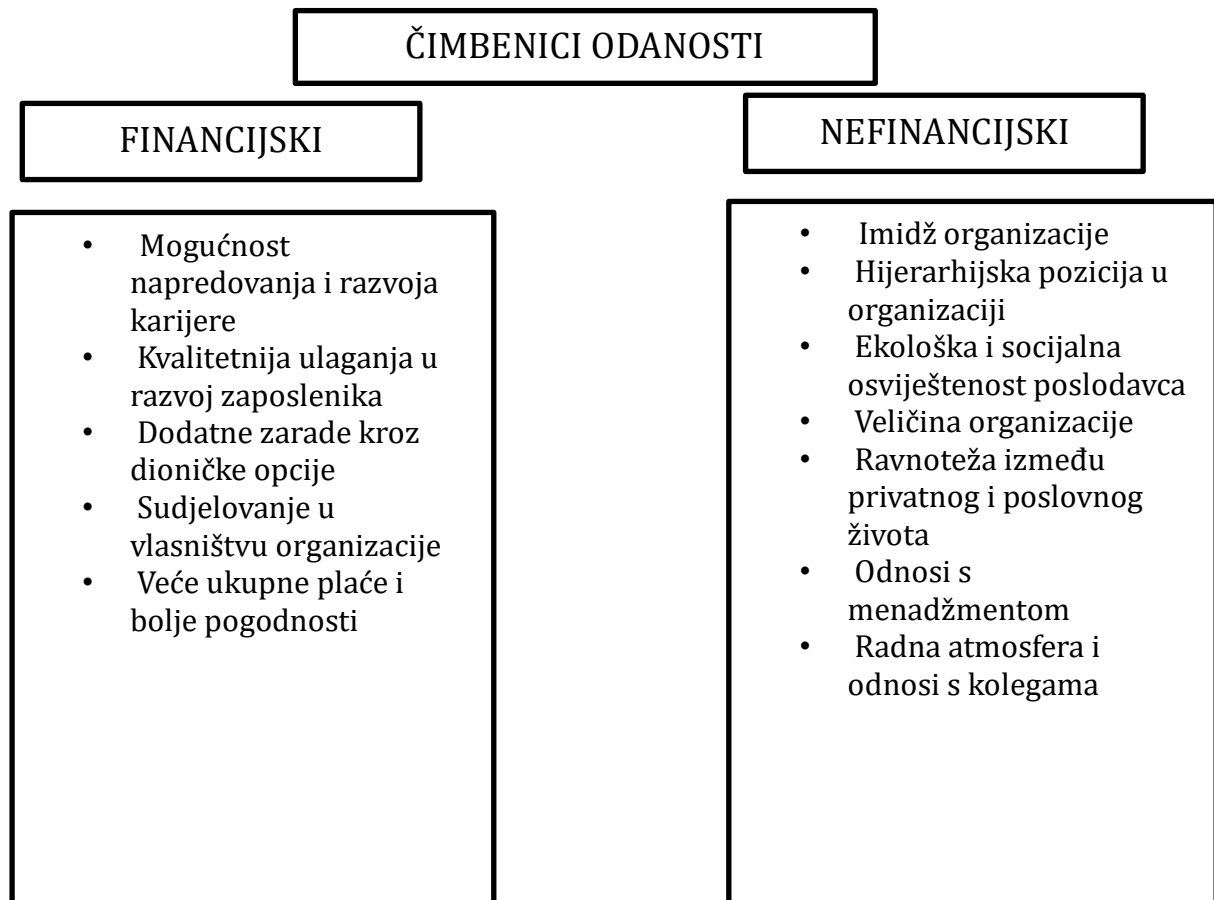 ČIMBENICI ODANOSTI
FINANCIJSKI
• Mogućnost
napredovanja i razvoja
karijere
• Kvalitetnija ulaganja u
razvoj zaposlenika
• Dodatne zarade kroz
dioničke opcije
• Sudjelovanje u
vlasništvu organizacije
• Veće ukupne plaće i
bolje pogodnosti
NEFINANCIJSKI
• Imidž organizacije
• Hijerarhijska pozicija u
organizaciji
• Ekološka i socijalna
osviještenost poslodavca
• Veličina organizacije
• Ravnoteža između
privatnog i poslovnog
života
• Odnosi s
menadžmentom
• Radna atmosfera i
odnosi s kolegama